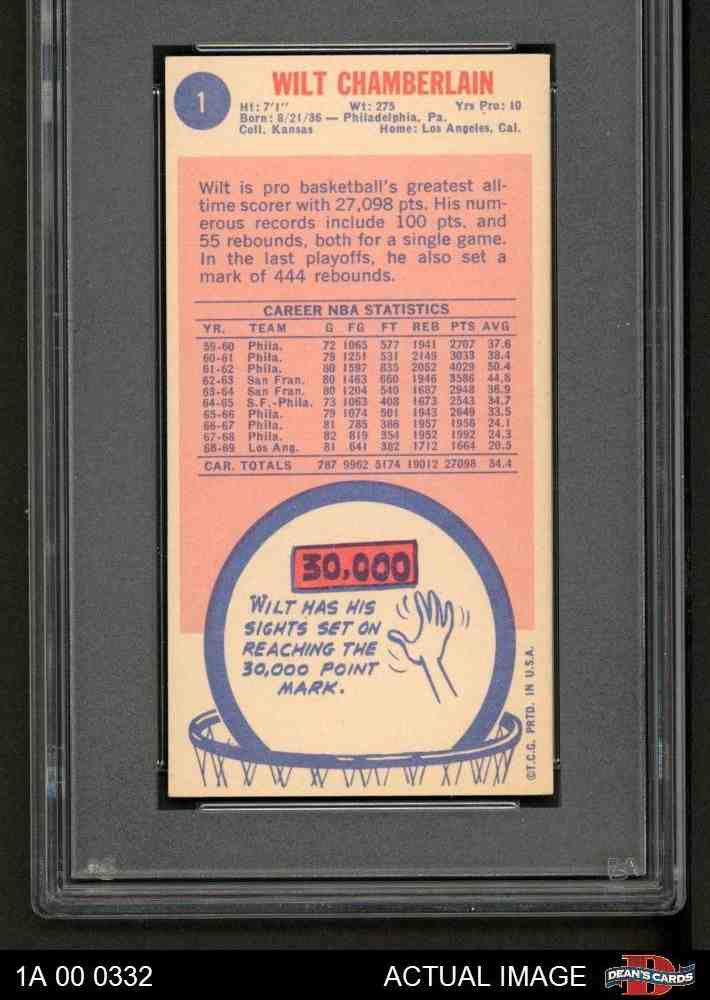 1
WILT CHAMBERLAIN
Ht: 7'1" Wt: 275 Yrs Pro: 10
Born: 8/21/36 — Philadelphia, Pa.
Coll. Kansas Home: Los Angeles, Cal.
Wilt is pro basketball's greatest all-
time scorer with 27,098 pts. His num-
erous records include 100 pts. and
55 rebounds, both for a single game.
In the last playoffs, he also set a
mark of 444 rebounds.
CAREER NBA STATISTICS
YR. TEAM G FG FT REB PTS AVG
59-60 Phila. 72 1065 577 1941 2707 37.6
60-61 Phila. 79 1251 531 2149 3033 38.4
61-62 Phila. 80 1597 835 2052 4029 50.4
62-63 San Fran. 80 1463 660 1946 3586 44.8
63-64 San Fran. 80 1204 540 1687 2948 36.9
64-65 S.F.-Phila. 73 1063 408 1673 2543 34.7
65-66 Phila. 79 1074 501 1943 2649 33.5
66-67 Phila. 81 785 386 1957 1956 24.1
67-68 Phila. 82 819 354 1952 1992 24.3
68-69 Los Ang. 81 641 382 1712 1664 20.5
CAR. TOTALS 787 9962 5174 19012 27098 34.4
30,000
WILT HAS HIS
SIGHTS SET ON
REACHING THE
30,000 POINT
MARK.
©T.C.G. PRTD. IN U.S.A.
1A 00 0332 ACTUAL IMAGE
DEAN'S CARDS